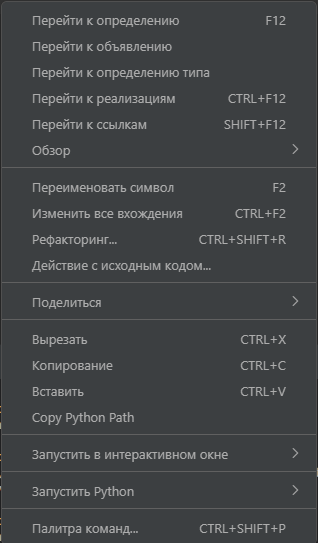 Перейти к определению F12
Перейти к объявлению
Перейти к определению типа
Перейти к реализациям CTRL+F12
Перейти к ссылкам SHIFT+F12
Обзор
Переименовать символ F2
Изменить все вхождения CTRL+F2
Рефакторинг... CTRL+SHIFT+R
Действие с исходным кодом...
Поделиться
Вырезать CTRL+X
Копирование CTRL+C
Вставить CTRL+V
Copy Python Path
Запустить в интерактивном окне
Запустить Python
Палитра команд... CTRL+SHIFT+P